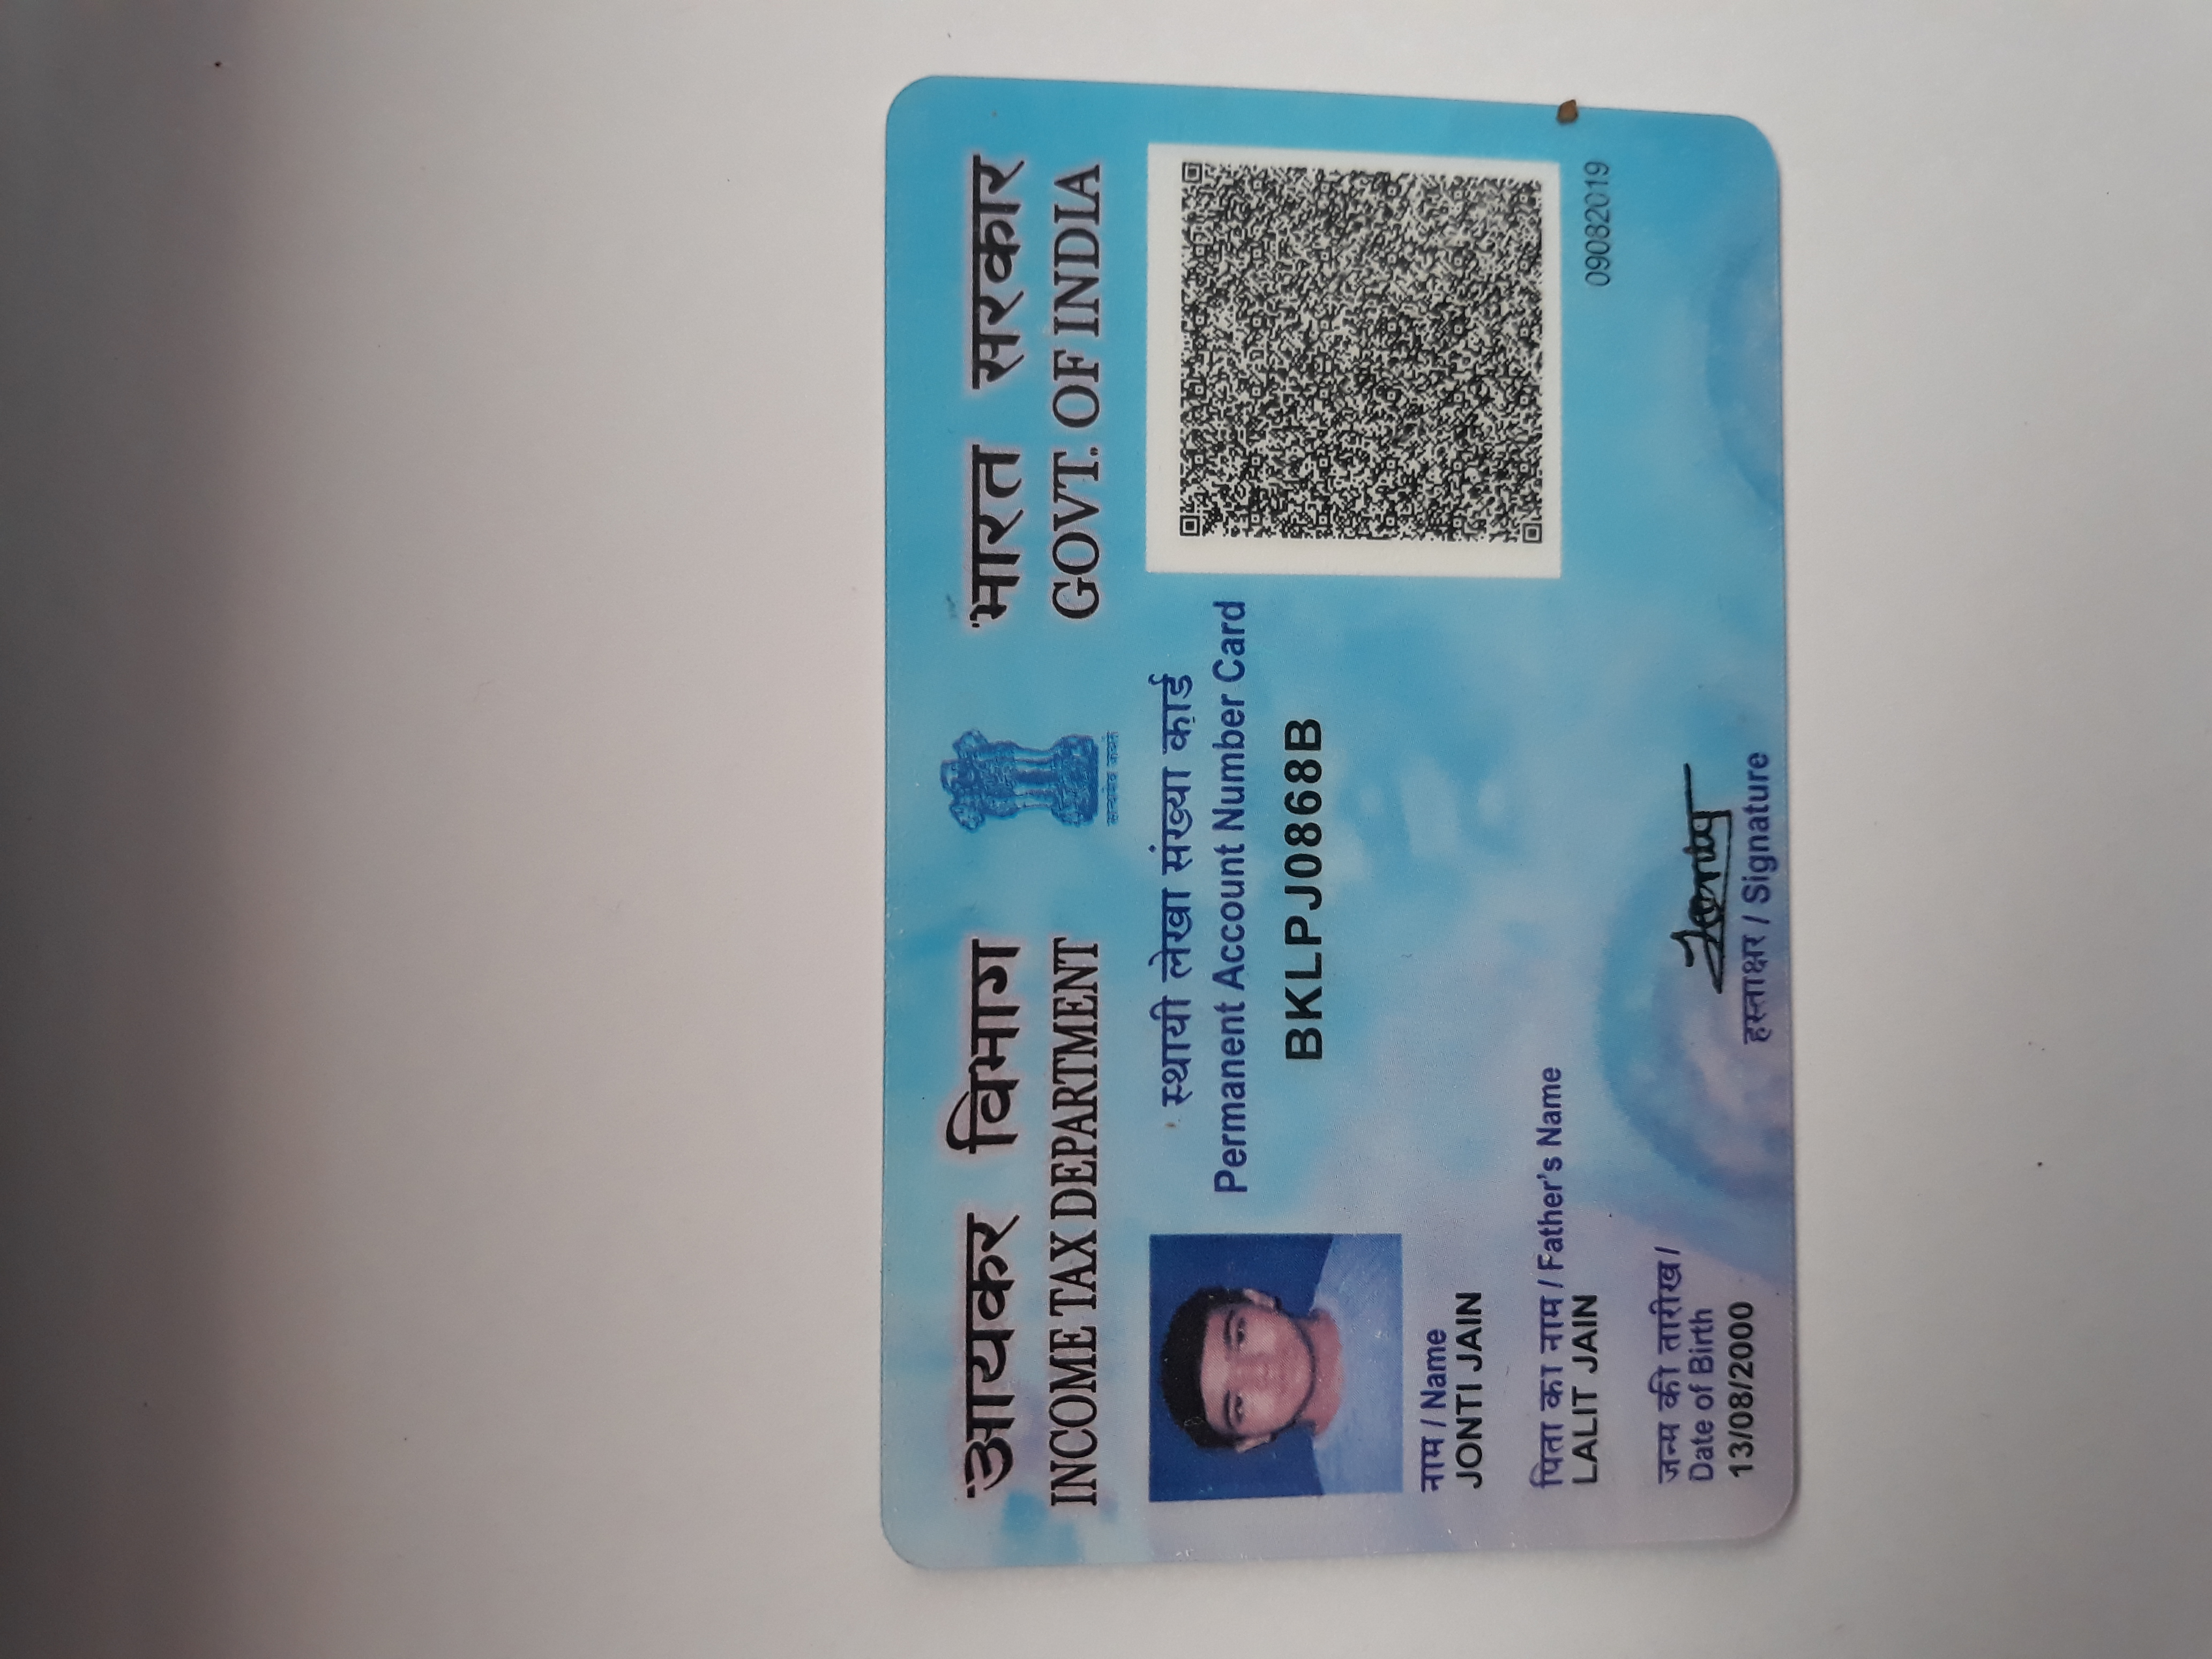 आयकर विभाग
INCOME TAX DEPARTMENT
सत्यमेव जयते
भारत सरकार
GOVT. OF INDIA
स्थायी लेखा संख्या कार्ड
Permanent Account Number Card
BKLPJ0868B
नाम / Name
JONTI JAIN
पिता का नाम / Father's Name
LALIT JAIN
09082019
जन्म की तारीख /
Date of Birth
13/08/2000
Jonty
हस्ताक्षर / Signature